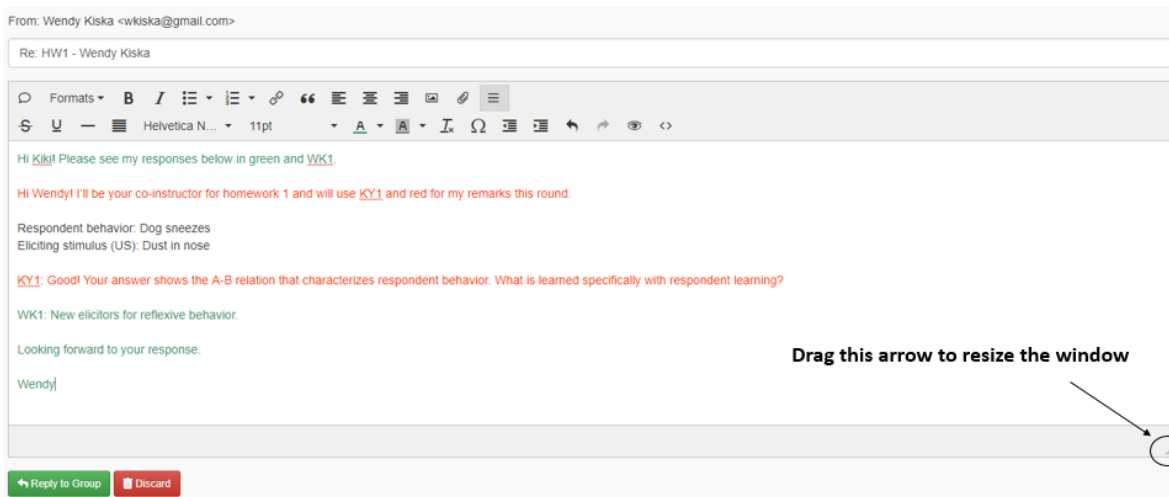 From: Wendy Kiska <wkiska@gmail.com>
Re: HW1 - Wendy Kiska
Formats B I
S U Helvetica N... 11pt A A Ix Ω <>
Hi Kiki! Please see my responses below in green and WK1.
Hi Wendy! I'll be your co-instructor for homework 1 and will use KY1 and red for my remarks this round.
Respondent behavior: Dog sneezes
Eliciting stimulus (US): Dust in nose
KY1: Good! Your answer shows the A-B relation that characterizes respondent behavior. What is learned specifically with respondent learning?
WK1: New elicitors for reflexive behavior.
Looking forward to your response.
Drag this arrow to resize the window
Wendy
Reply to Group Discard